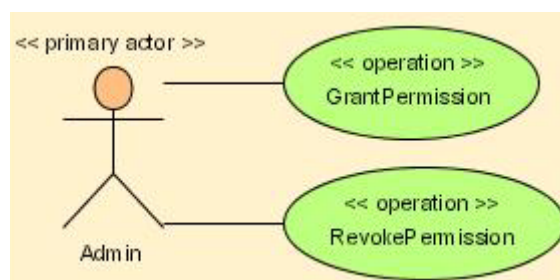 << primary actor >>
<< operation >>
GrantPermission
<< operation >>
RevokePermission
Admin